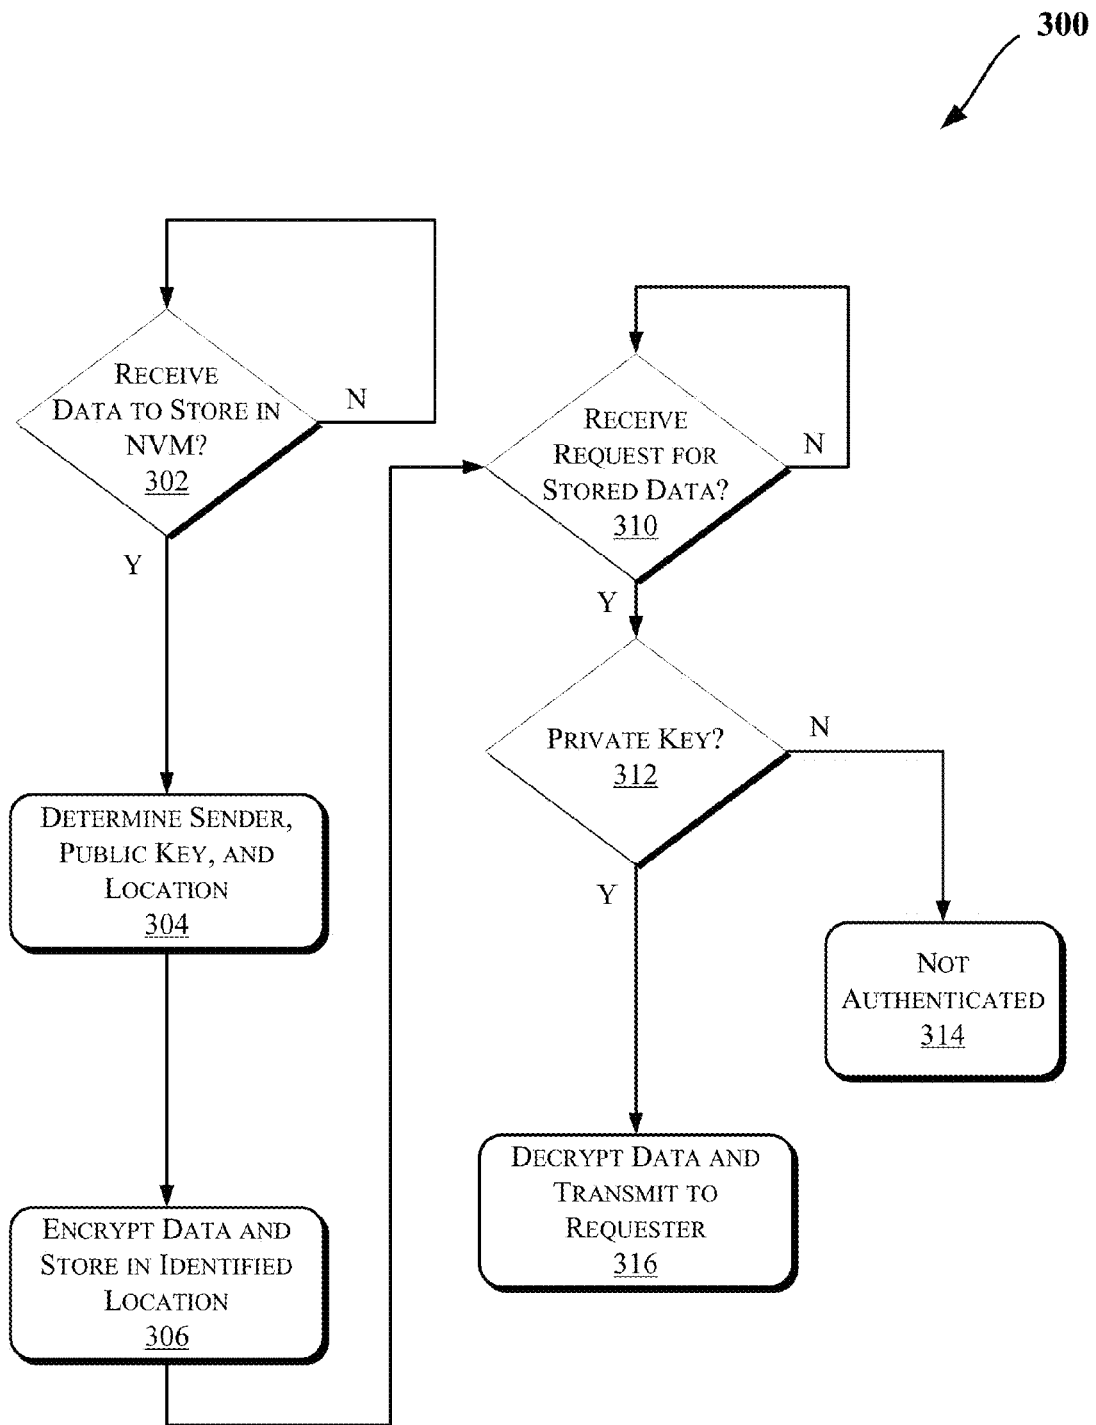 300
RECEIVE
DATA TO STORE IN
NVM?
302
N
Y
DETERMINE SENDER,
PUBLIC KEY, AND
LOCATION
304
ENCRYPT DATA AND
STORE IN IDENTIFIED
LOCATION
306
RECEIVE
REQUEST FOR
STORED DATA?
310
N
Y
PRIVATE KEY?
312
N
Y
NOT
AUTHENTICATED
314
DECRYPT DATA AND
TRANSMIT TO
REQUESTER
316